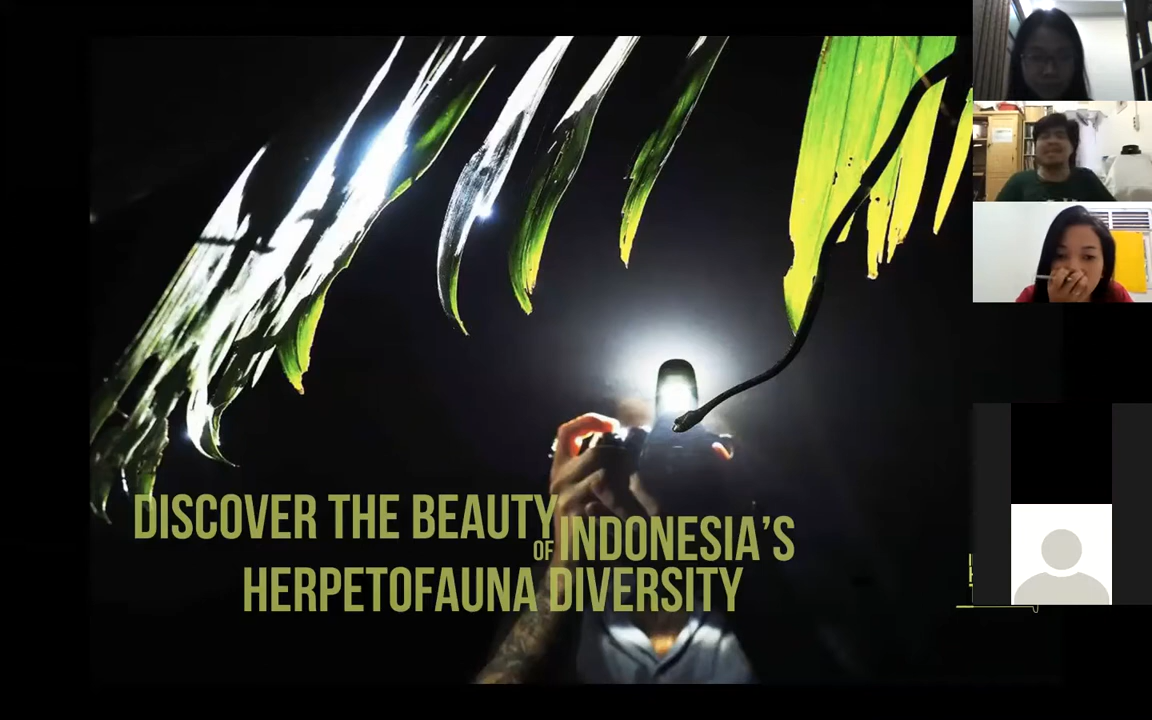 DISCOVER THE BEAUTY
OF INDONESIA'S
HERPETOFAUNA DIVERSITY